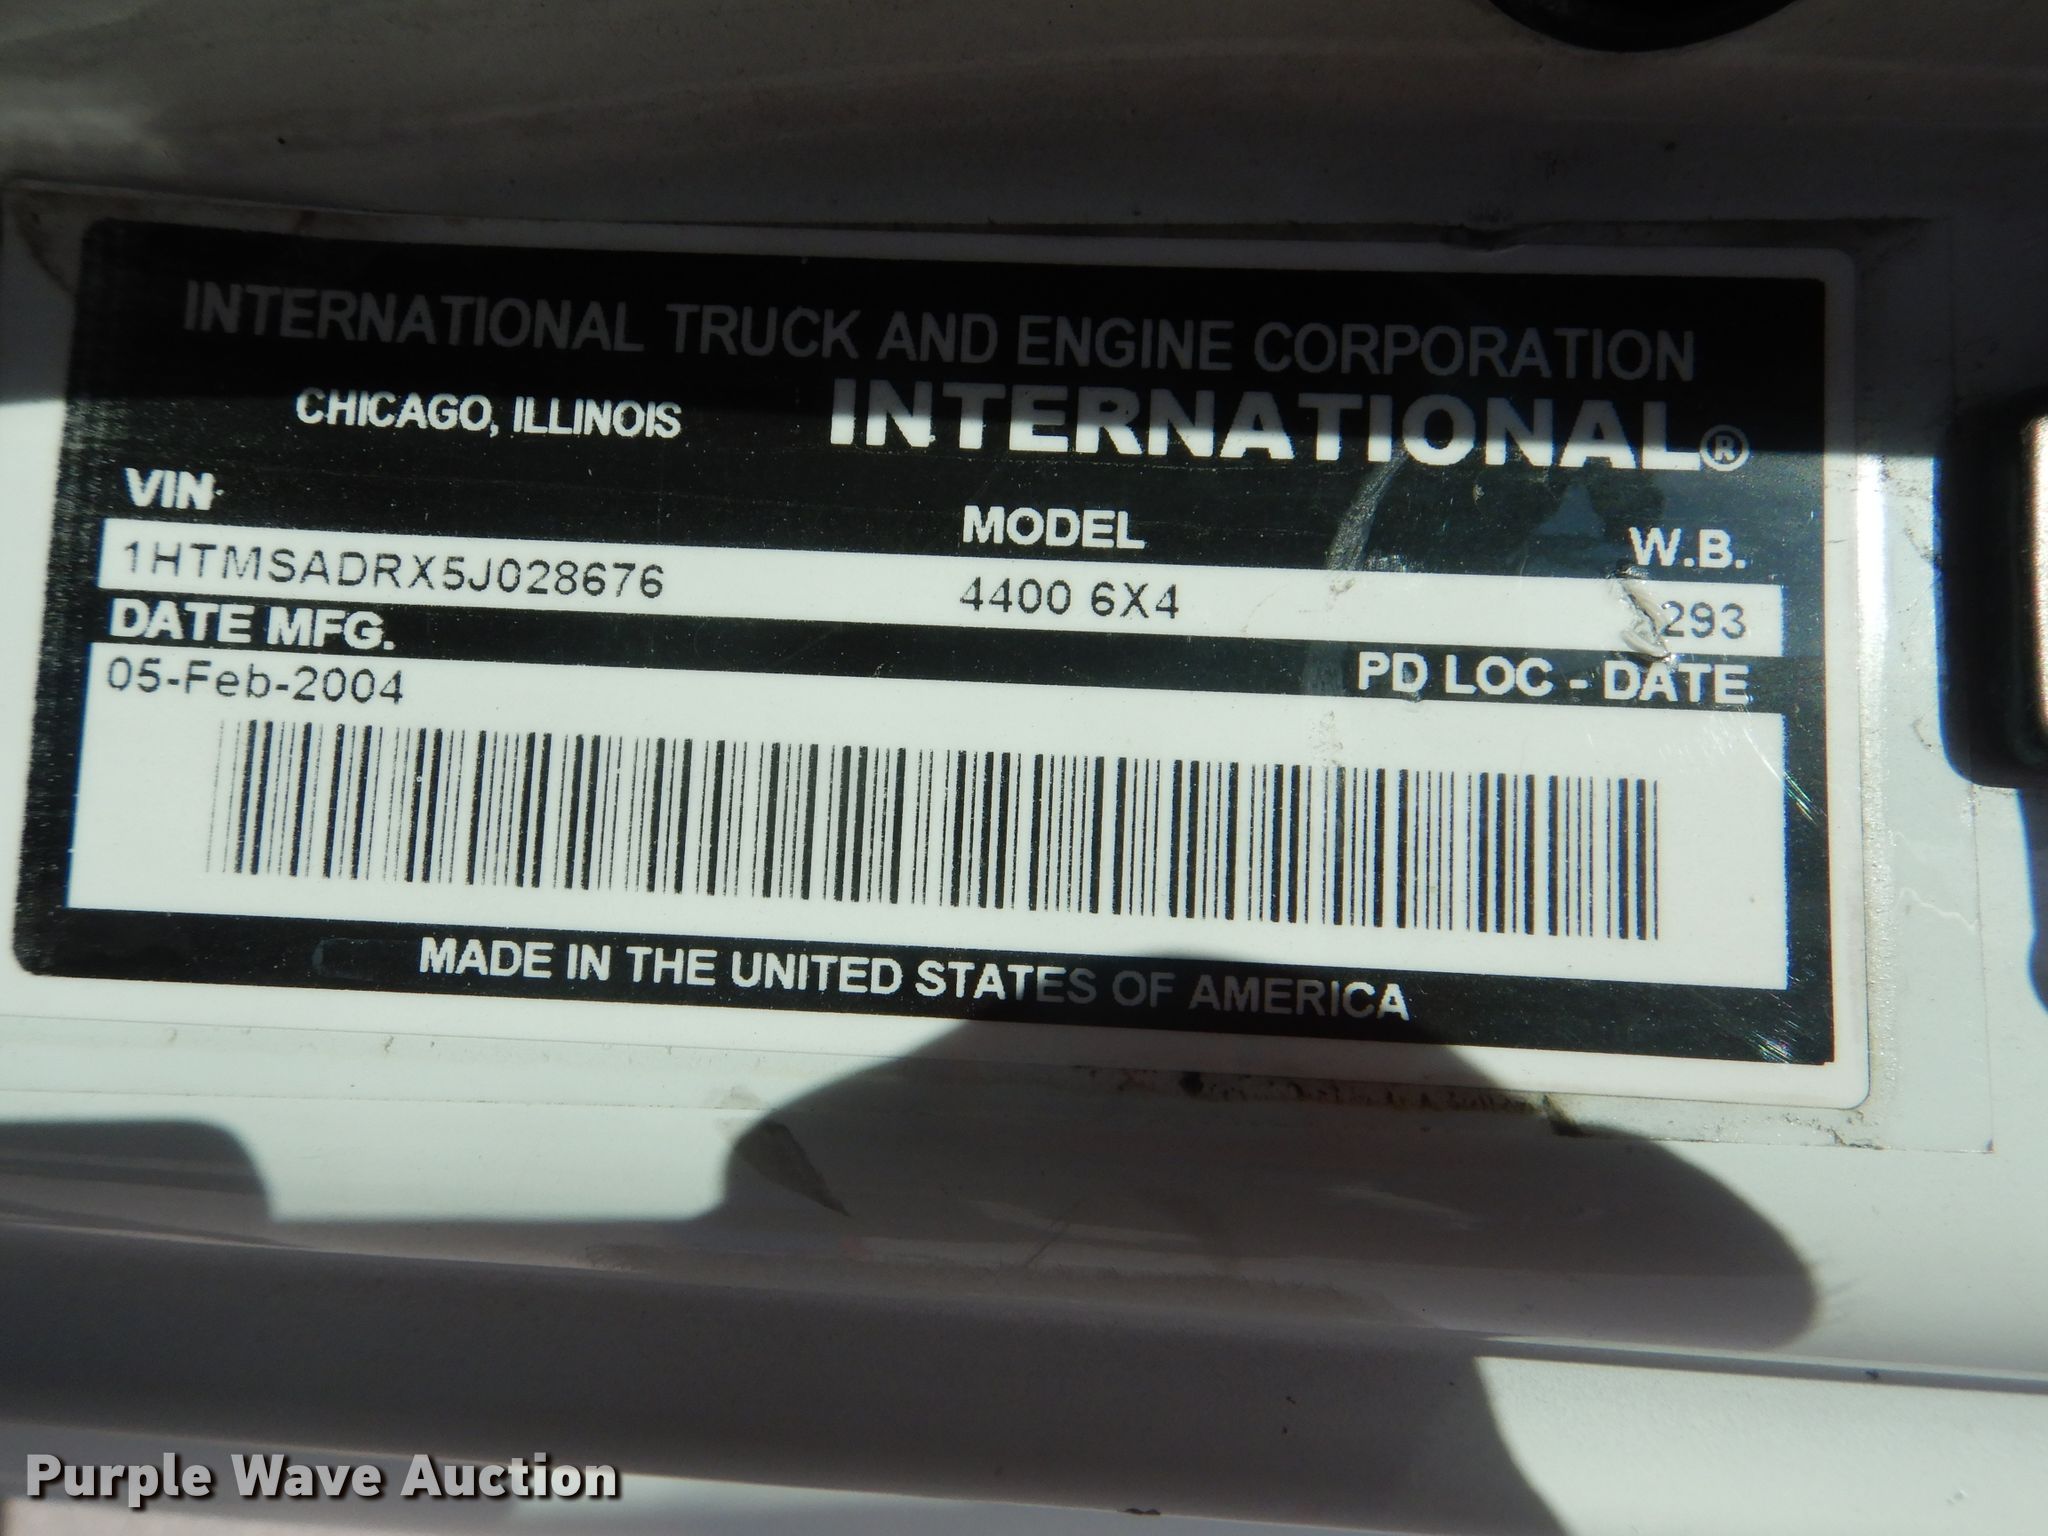 INTERNATIONAL TRUCK AND ENGINE CORPORATION
CHICAGO, ILLINOIS INTERNATIONAL®
VIN MODEL W.B.
1HTMSADRX5J028676 4400 6X4 293
DATE MFG. PD LOC - DATE
05-Feb-2004
MADE IN THE UNITED STATES OF AMERICA
Purple Wave Auction